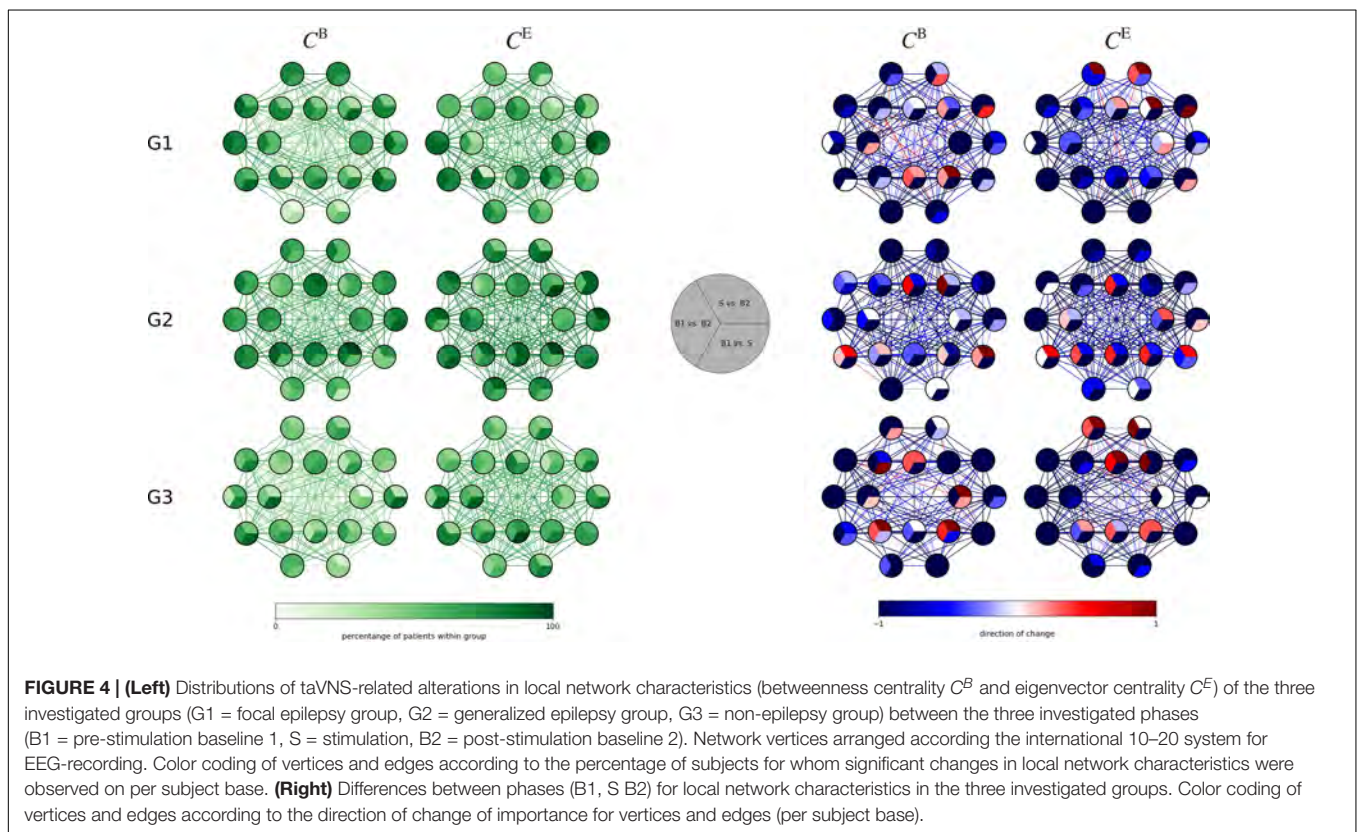 C^B C^E C^B C^E
G1
G2
S vs. B2
B1 vs. B2
B1 vs. S
G3
0 100
percentange of patients within group
−1 1
direction of change
FIGURE 4 | (Left) Distributions of taVNS-related alterations in local network characteristics (betweenness centrality C^B and eigenvector centrality C^E) of the three
investigated groups (G1 = focal epilepsy group, G2 = generalized epilepsy group, G3 = non-epilepsy group) between the three investigated phases
(B1 = pre-stimulation baseline 1, S = stimulation, B2 = post-stimulation baseline 2). Network vertices arranged according the international 10–20 system for
EEG-recording. Color coding of vertices and edges according to the percentage of subjects for whom significant changes in local network characteristics were
observed on per subject base. (Right) Differences between phases (B1, S B2) for local network characteristics in the three investigated groups. Color coding of
vertices and edges according to the direction of change of importance for vertices and edges (per subject base).